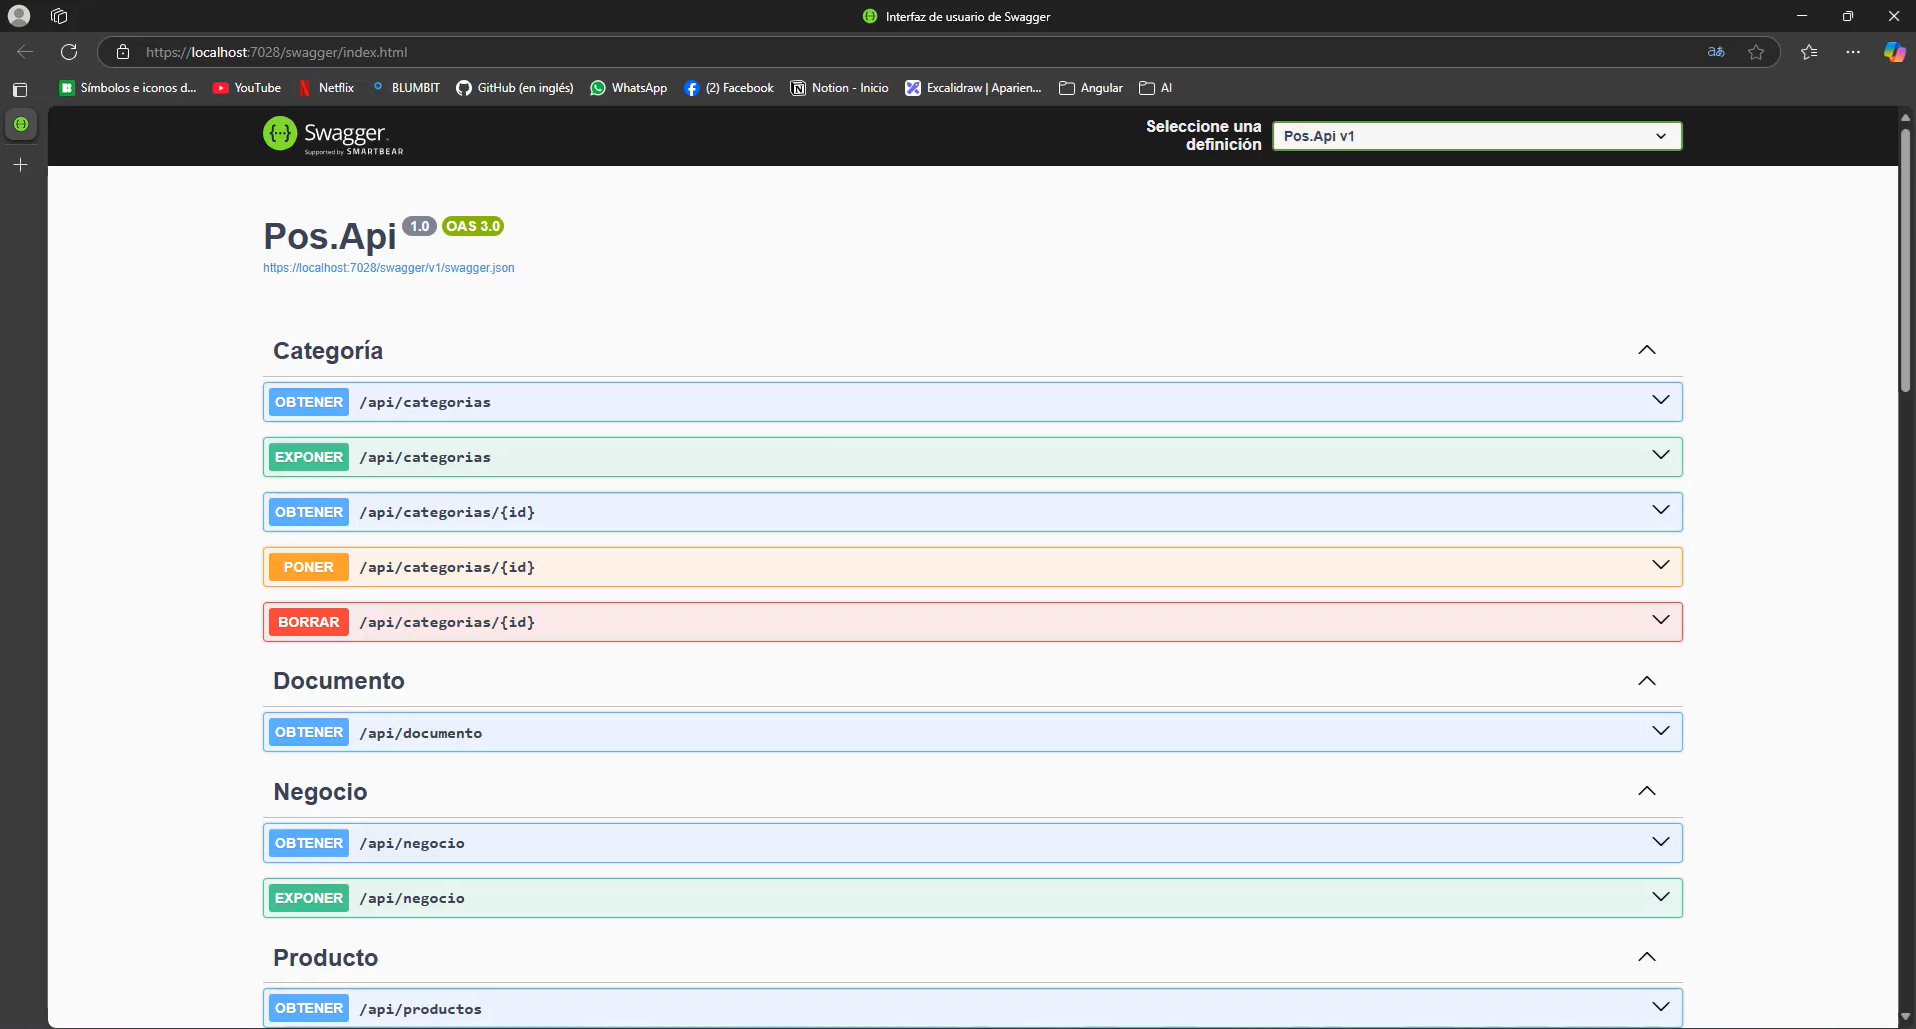 Interfaz de usuario de Swagger
https://localhost:7028/swagger/index.html
Símbolos e iconos d... YouTube Netflix BLUMBIT GitHub (en inglés) WhatsApp (2) Facebook Notion - Inicio Excalidraw | Aparien... Angular AI
Swagger
Supported by SMARTBEAR
Seleccione una definición
Pos.Api v1
Pos.Api 1.0 OAS 3.0
https://localhost:7028/swagger/v1/swagger.json
Categoría
OBTENER /api/categorias
EXPONER /api/categorias
OBTENER /api/categorias/{id}
PONER /api/categorias/{id}
BORRAR /api/categorias/{id}
Documento
OBTENER /api/documento
Negocio
OBTENER /api/negocio
EXPONER /api/negocio
Producto
OBTENER /api/productos